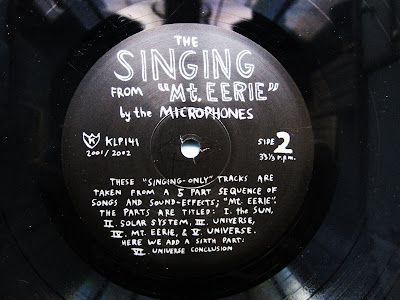 THE
SINGING
FROM "Mt. EERIE"
by the MICROPHONES
K KLP141
2001/2002
SIDE 2
33⅓ r.p.m.
THESE "SINGING-ONLY" TRACKS ARE
TAKEN FROM A 5 PART SEQUENCE OF
SONGS AND SOUND-EFFECTS; "Mt. EERIE".
THE PARTS ARE TITLED: I. the SUN,
II. SOLAR SYSTEM, III. UNIVERSE,
IV. MT. EERIE, & V. UNIVERSE.
HERE WE ADD A SIXTH PART:
VI. UNIVERSE CONCLUSION